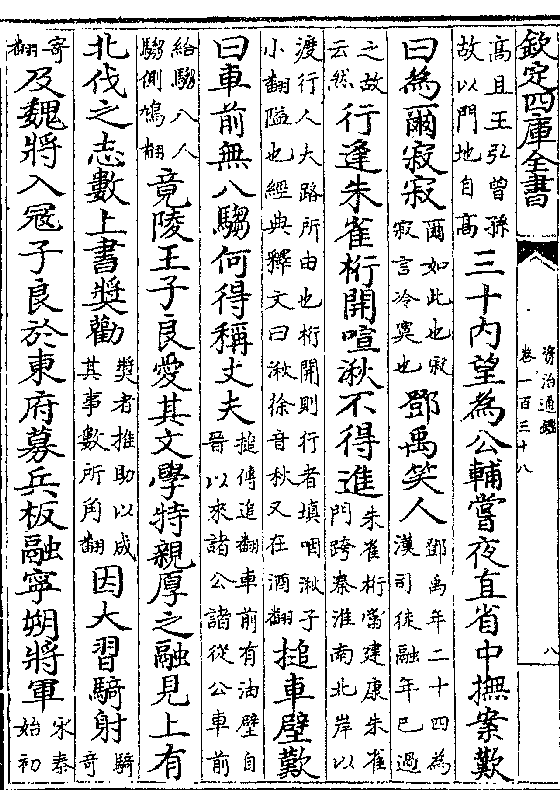 欽定四庫全書
資治通鑑
卷一百三十八
八
高且王弘曾孫
故以門地自高
三十内望為公輔嘗夜直省中撫案歎
曰為爾寂寂
爾如此也寂
寂言冷寞也
鄧禹笑人
鄧禹年二十四為
漢司徒融年已過
之故
云然
行逢朱雀桁開喧湫不得進
朱雀桁當建康朱雀
門跨秦淮南北岸以
渡行人大路所由也桁開則行者填咽湫子
小翻隘也經典釋文曰湫徐音秋又在酒翻
搥車壁歎
曰車前無八騶何得稱丈夫
搥傳追翻車前有油壁自
晉以來諸公諸從公車前
給騶八人
騶側鳩翻
竟陵王子良愛其文學特親厚之融見上有
北伐之志數上書奬勸
奬者推助以成
其事數所角翻
因大習騎射
騎
奇
寄
翻
及魏將入寇子良於東府募兵板融寧朔將軍
永泰
始初